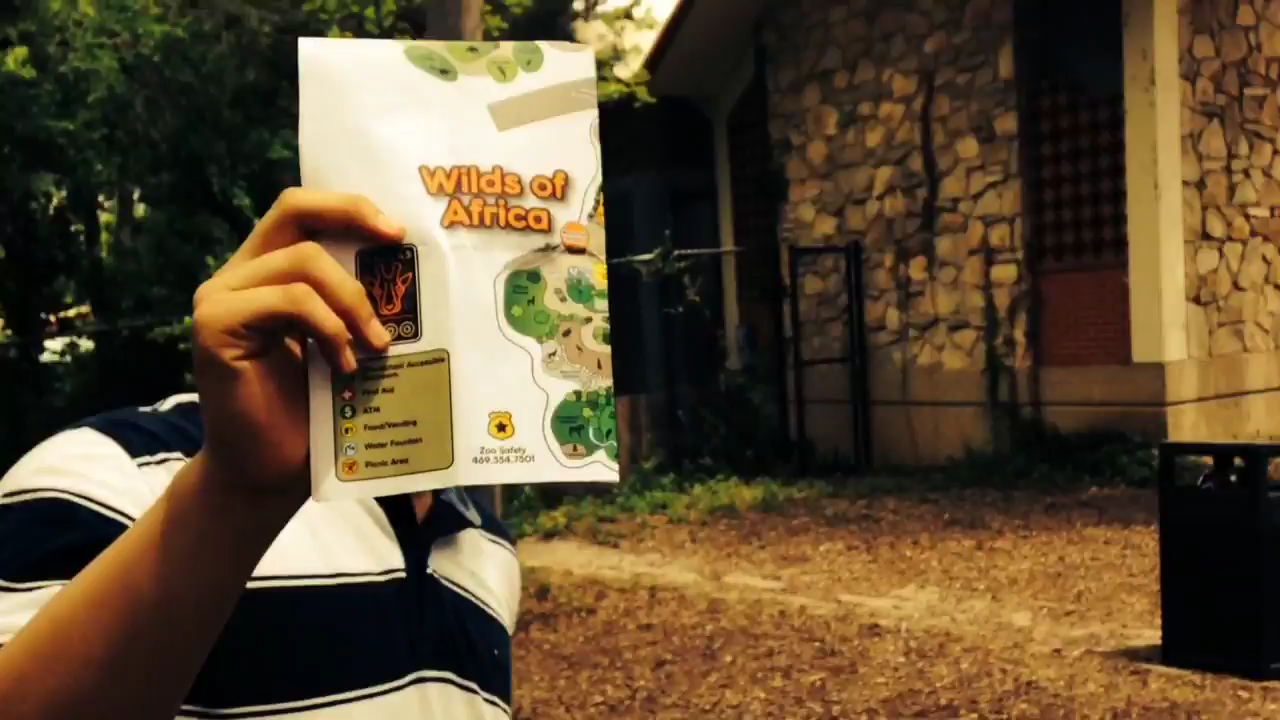 Wilds of
Africa
Accessible
First Aid
ATM
Food/Vending
Water Fountain
Picnic Area
Zoo Safety
469.554.7501